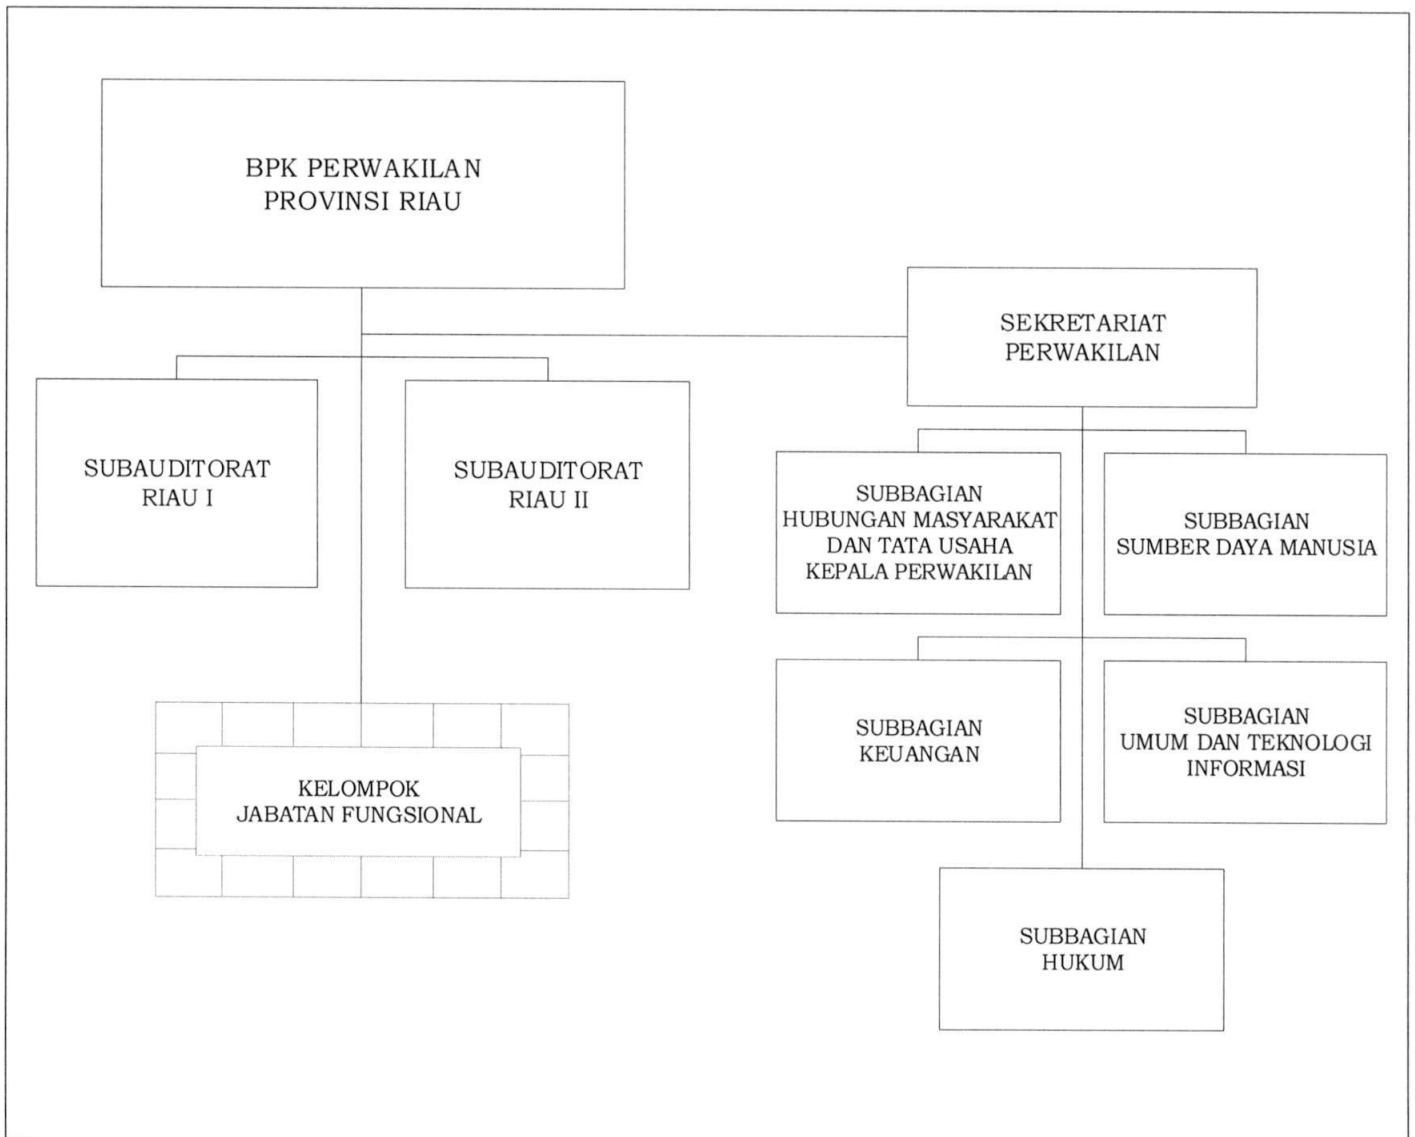 BPK PERWAKILAN
PROVINSI RIAU
SEKRETARIAT
PERWAKILAN
SUBAUDITORAT
RIAU I
SUBAUDITORAT
RIAU II
SUBBAGIAN
HUBUNGAN MASYARAKAT
DAN TATA USAHA
KEPALA PERWAKILAN
SUBBAGIAN
SUMBER DAYA MANUSIA
SUBBAGIAN
KEUANGAN
SUBBAGIAN
UMUM DAN TEKNOLOGI
INFORMASI
KELOMPOK
JABATAN FUNGSIONAL
SUBBAGIAN
HUKUM